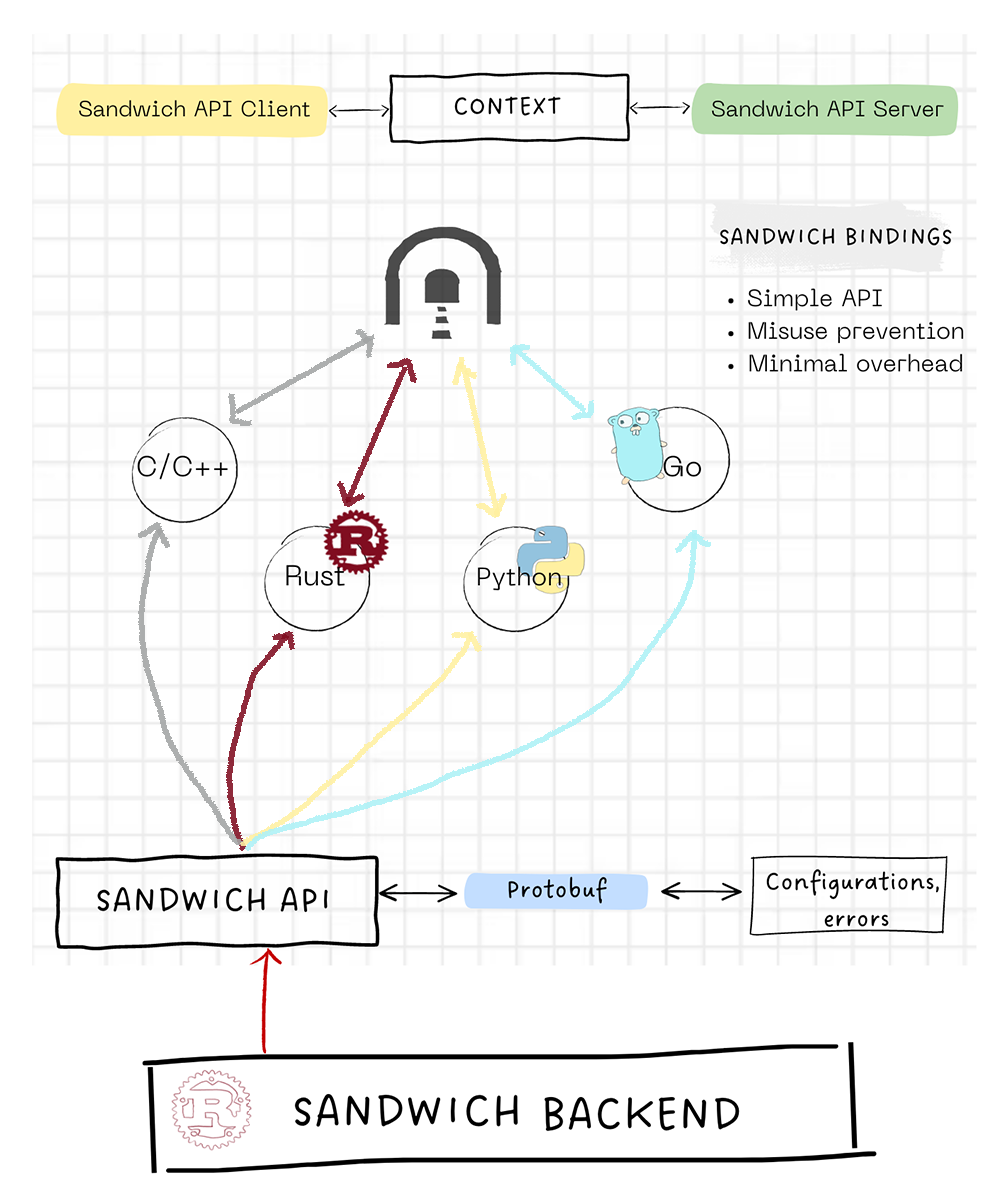 Sandwich API Client
CONTEXT
Sandwich API Server
SANDWICH BINDINGS
• Simple API
• Misuse prevention
• Minimal overhead
C/C++
Go
R
Rust
Python
SANDWICH API
Protobuf
Configurations,
errors
R
SANDWICH BACKEND